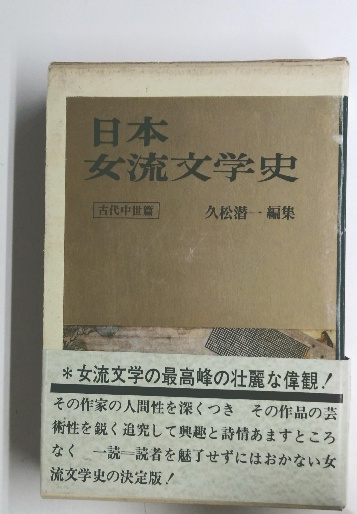 日本
女流文学史
古代中世篇
久松潜一編集
＊女流文学の最高峰の壮麗な偉観！
その作家の人間性を深くつき　その作品の芸
術性を鋭く追究して興趣と詩情あますところ
なく　一読＝読者を魅了せずにはおかない女
流文学史の決定版！